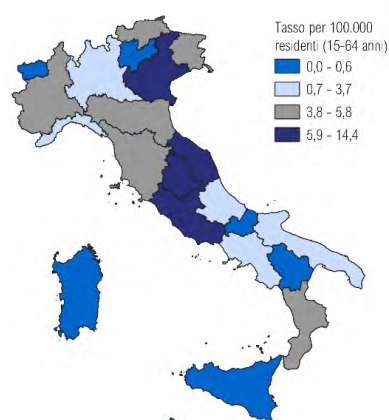 Tasso per 100.000
residenti (15-64 anni)
0,0 - 0,6
0,7 - 3,7
3,8 - 5,8
5,9 - 14,4